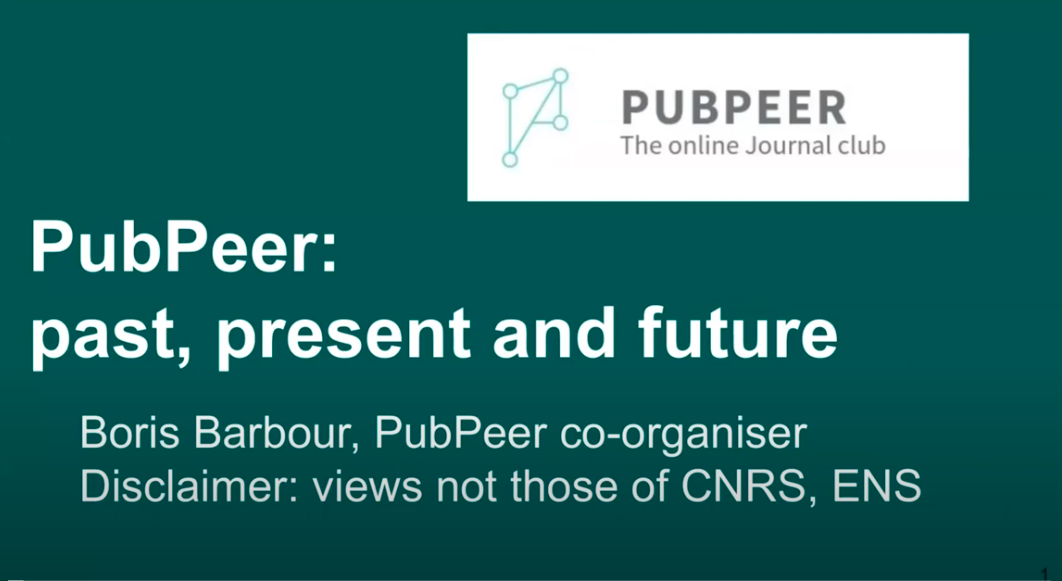 PUBPEER
The online Journal club
PubPeer:
past, present and future
Boris Barbour, PubPeer co-organiser
Disclaimer: views not those of CNRS, ENS
1